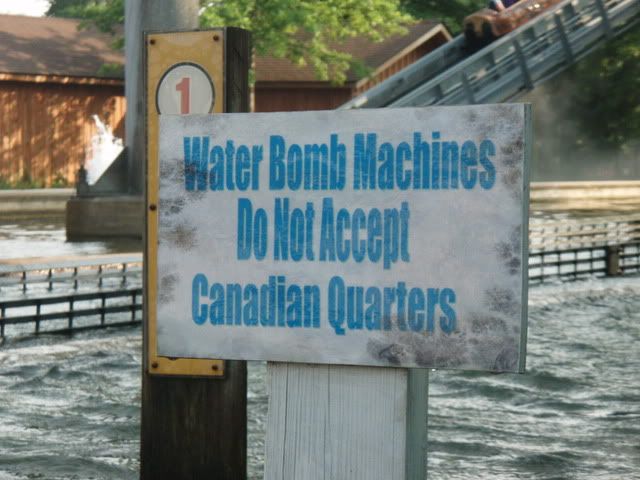 1
Water Bomb Machines
Do Not Accept
Canadian Quarters